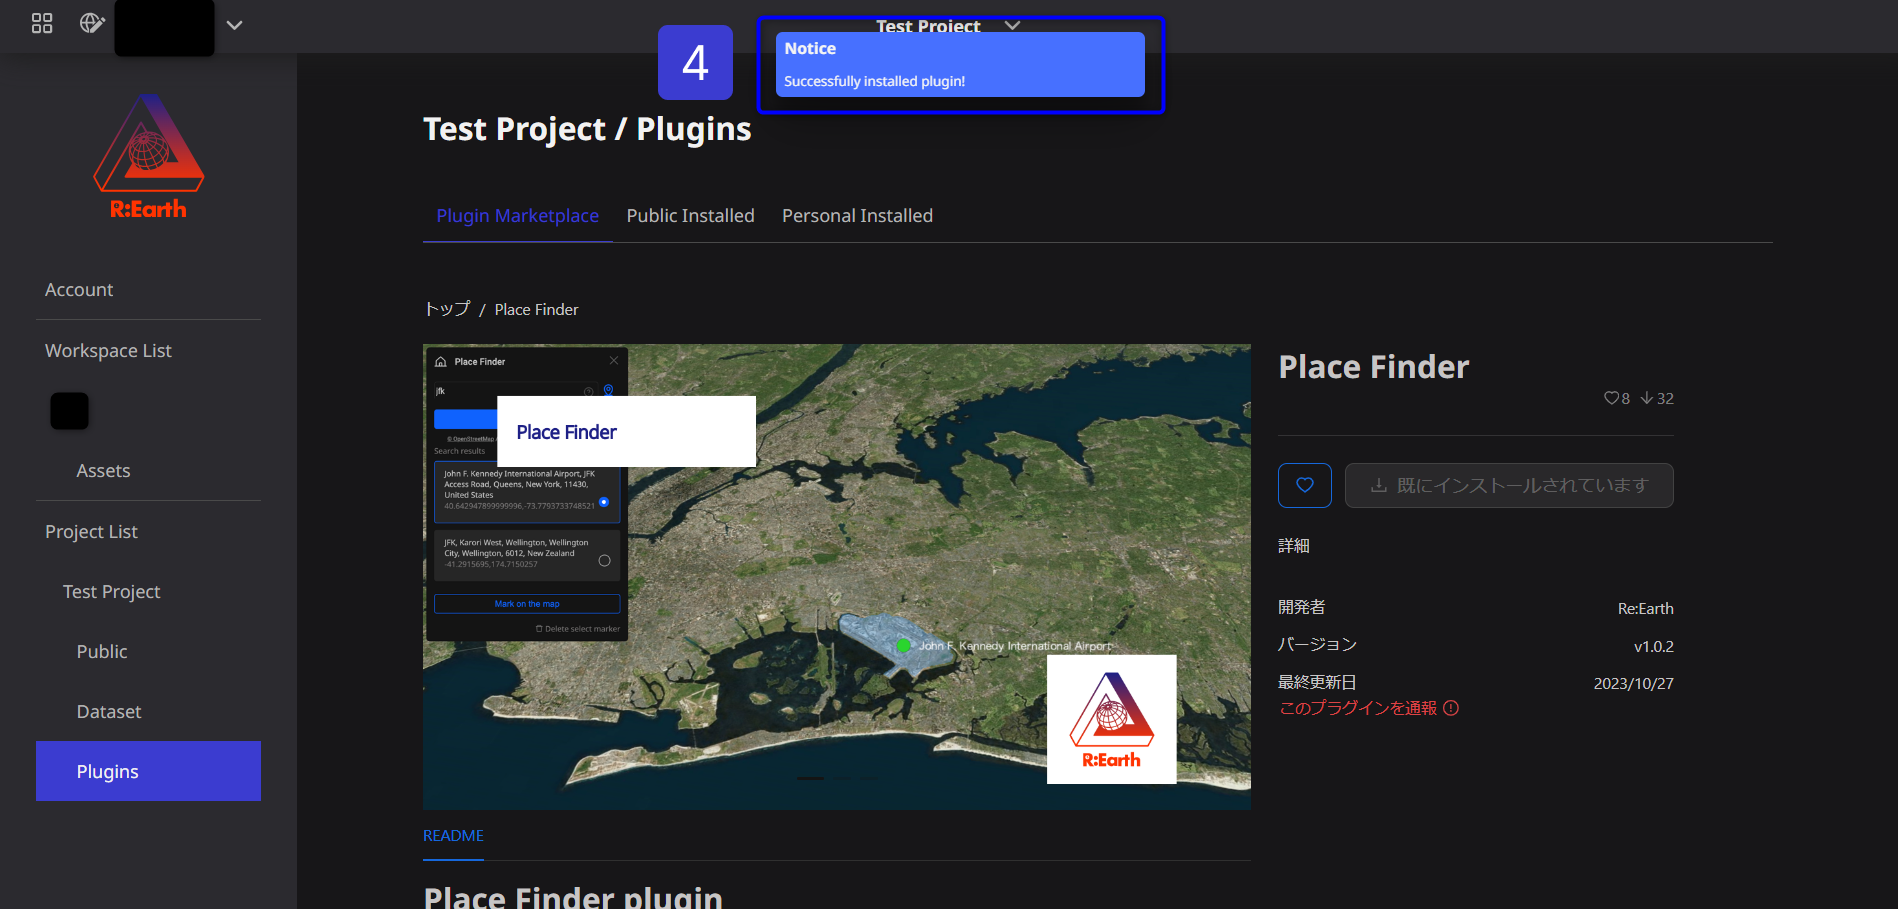 Test Project
4
Notice
Successfully installed plugin!
R:Earth
Account
Workspace List
Assets
Project List
Test Project
Public
Dataset
Plugins
Test Project / Plugins
Plugin Marketplace
Public Installed
Personal Installed
トップ / Place Finder
Place Finder
jfk
Place Finder
© OpenStreetMap
Search results
John F. Kennedy International Airport, JFK
Access Road, Queens, New York, 11430,
United States
40.642947899999996,-73.7793733748521
JFK, Karori West, Wellington, Wellington
City, Wellington, 6012, New Zealand
-41.2915695,174.7150257
Mark on the map
Delete select marker
John F. Kennedy International Airport
R:Earth
Place Finder
8 32
既にインストールされています
詳細
開発者 Re:Earth
バージョン v1.0.2
最終更新日 2023/10/27
このプラグインを通報
README
Place Finder plugin